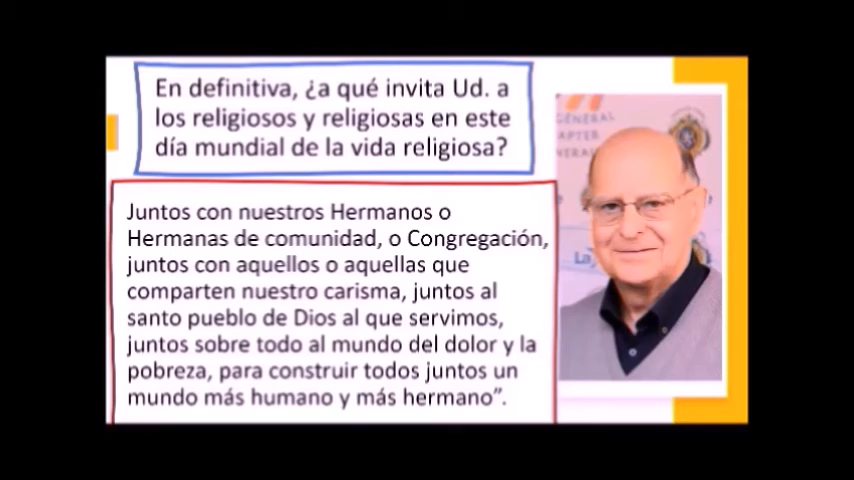 En definitiva, ¿a qué invita Ud. a
los religiosos y religiosas en este
día mundial de la vida religiosa?
Juntos con nuestros Hermanos o
Hermanas de comunidad, o Congregación,
juntos con aquellos o aquellas que
comparten nuestro carisma, juntos al
santo pueblo de Dios al que servimos,
juntos sobre todo al mundo del dolor y la
pobreza, para construir todos juntos un
mundo más humano y más hermano”.
GENERAL